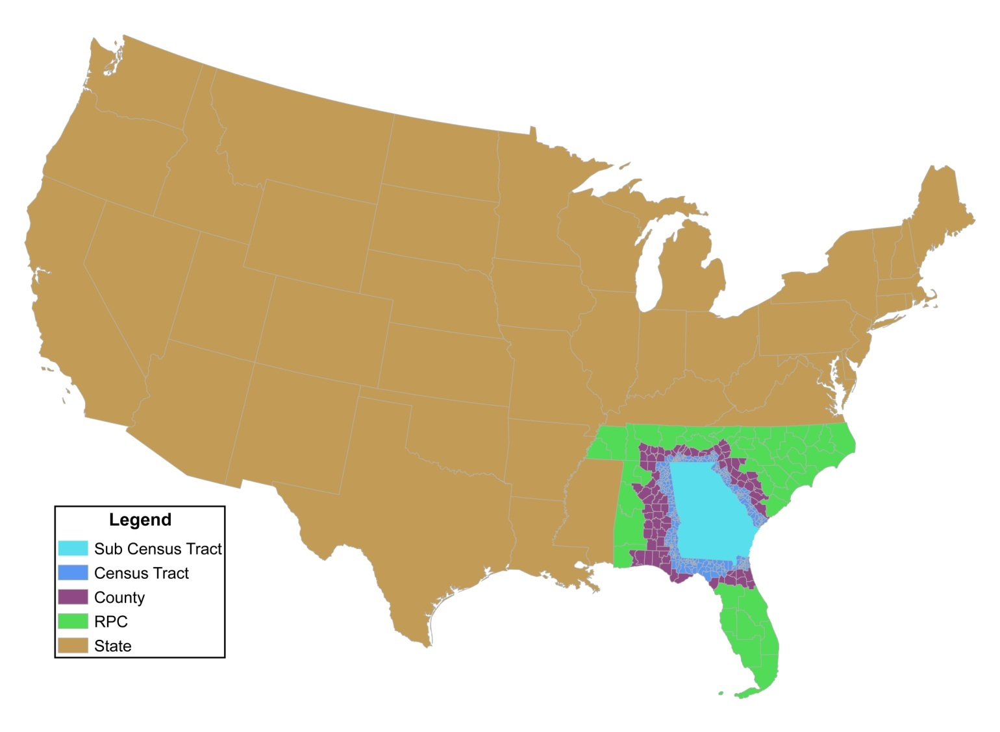 Legend
Sub Census Tract
Census Tract
County
RPC
State